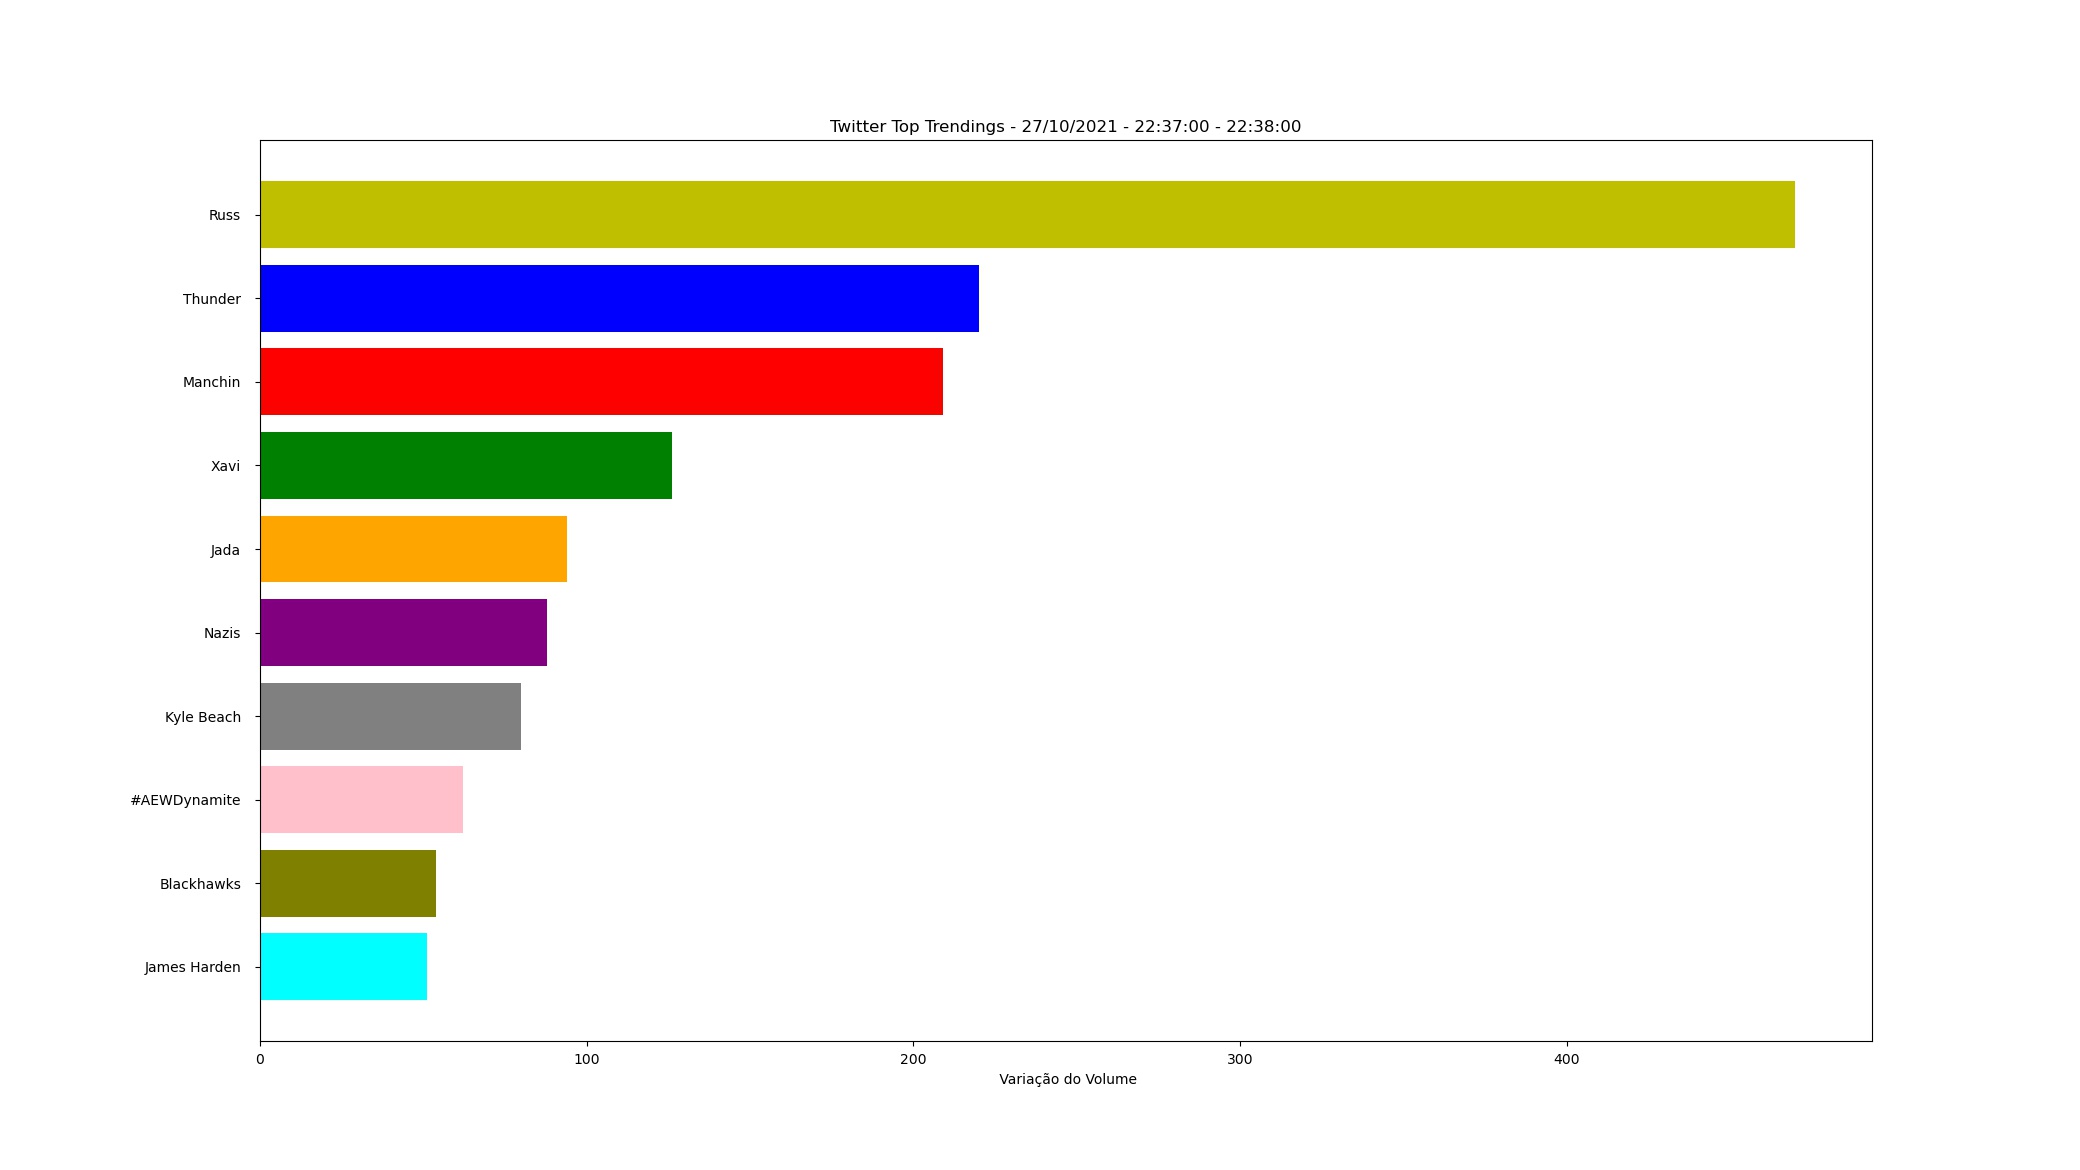 Twitter Top Trendings - 27/10/2021 - 22:37:00 - 22:38:00
Russ
Thunder
Manchin
Xavi
Jada
Nazis
Kyle Beach
#AEWDynamite
Blackhawks
James Harden
0 100 200 300 400
Variação do Volume